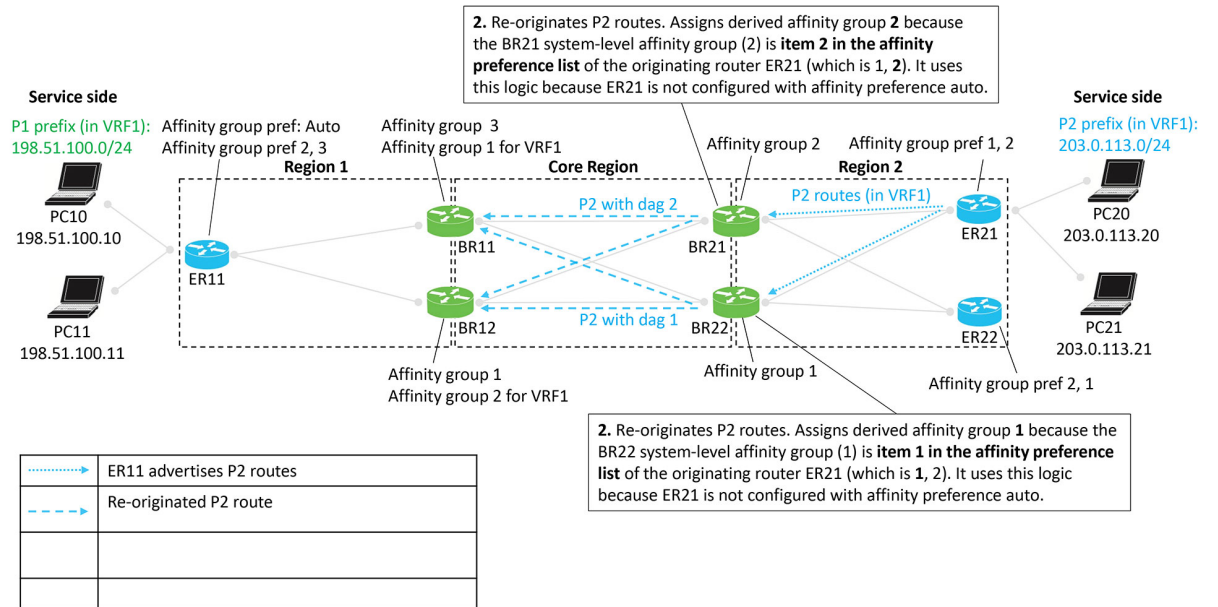 2. Re-originates P2 routes. Assigns derived affinity group 2 because
the BR21 system-level affinity group (2) is item 2 in the affinity
preference list of the originating router ER21 (which is 1, 2). It uses
this logic because ER21 is not configured with affinity preference auto.
Service side
P1 prefix (in VRF1):
198.51.100.0/24
Affinity group pref: Auto
Affinity group pref 2, 3
Affinity group 3
Affinity group 1 for VRF1
Affinity group 2
Affinity group pref 1, 2
Service side
P2 prefix (in VRF1):
203.0.113.0/24
Region 1
Core Region
Region 2
PC10
198.51.100.10
PC11
198.51.100.11
ER11
BR11
BR12
P2 with dag 2
P2 with dag 1
BR21
BR22
P2 routes (in VRF1)
ER21
ER22
PC20
203.0.113.20
PC21
203.0.113.21
Affinity group 1
Affinity group 2 for VRF1
Affinity group 1
Affinity group pref 2, 1
2. Re-originates P2 routes. Assigns derived affinity group 1 because the
BR22 system-level affinity group (1) is item 1 in the affinity preference
list of the originating router ER21 (which is 1, 2). It uses this logic
because ER21 is not configured with affinity preference auto.
ER11 advertises P2 routes
Re-originated P2 route